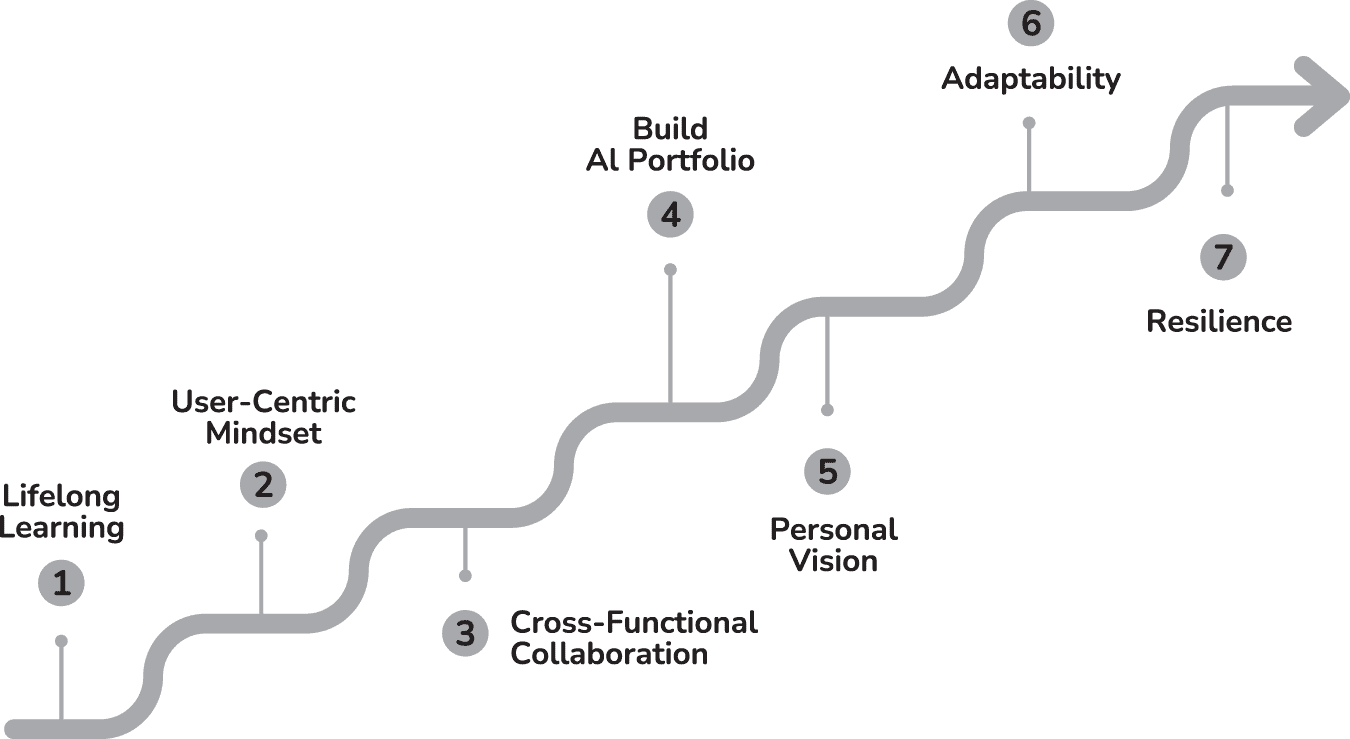 Lifelong
Learning
1
User-Centric
Mindset
2
3
Cross-Functional
Collaboration
Build
AI Portfolio
4
5
Personal
Vision
6
Adaptability
7
Resilience